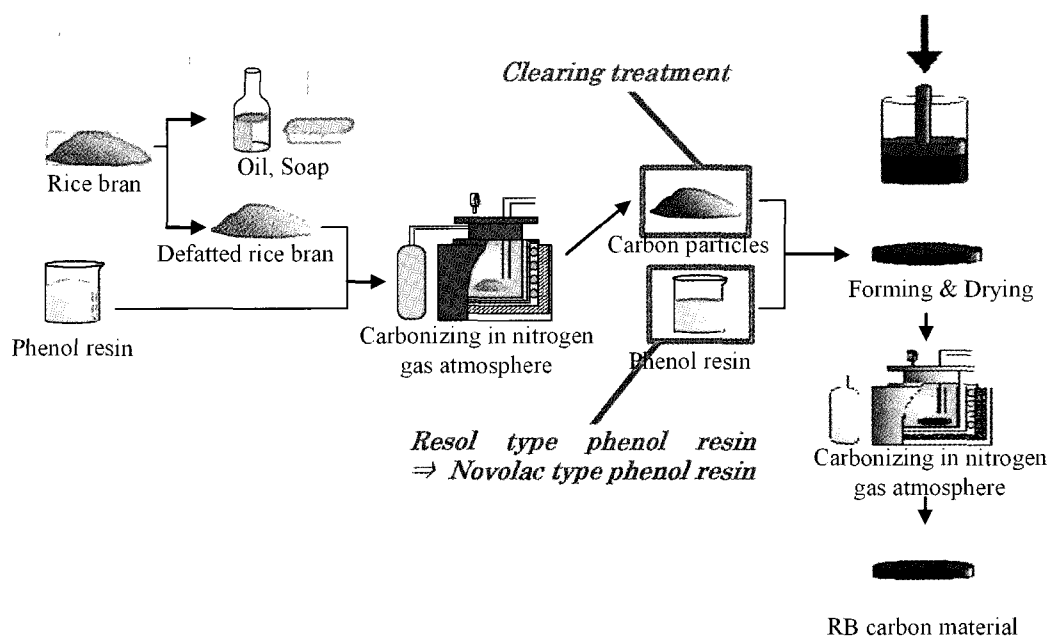 Clearing treatment
Oil, Soap
Rice bran
Defatted rice bran
Carbon particles
Phenol resin
Carbonizing in nitrogen
gas atmosphere
Phenol resin
Forming & Drying
Resol type phenol resin
⇒ Novolac type phenol resin
Carbonizing in nitrogen
gas atmosphere
RB carbon material